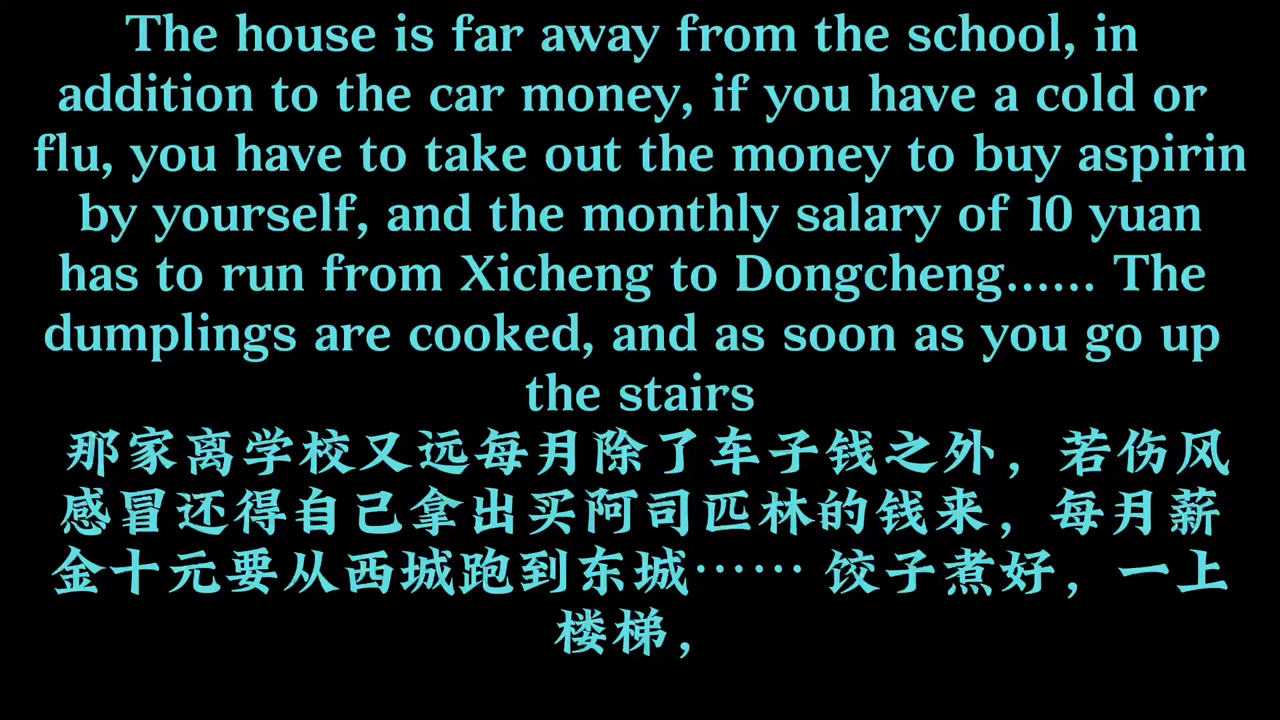 The house is far away from the school, in
addition to the car money, if you have a cold or
flu, you have to take out the money to buy aspirin
by yourself, and the monthly salary of 10 yuan
has to run from Xicheng to Dongcheng...... The
dumplings are cooked, and as soon as you go up
the stairs
那家离学校又远每月除了车子钱之外，若伤风
感冒还得自己拿出买阿司匹林的钱来，每月薪
金十元要从西城跑到东城…… 饺子煮好，一上
楼梯，